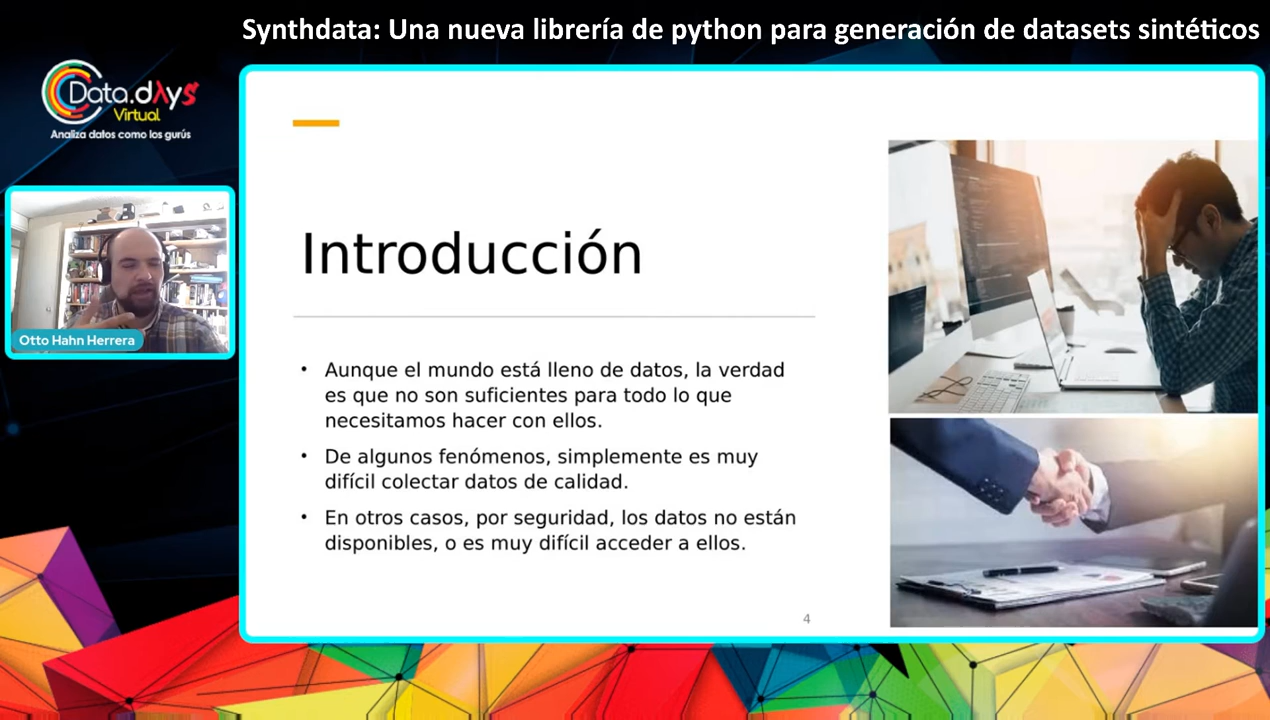 Synthdata: Una nueva librería de python para generación de datasets sintéticos
Data.dAys
Virtual
Analiza datos como los gurús
Otto Hahn Herrera
Introducción
• Aunque el mundo está lleno de datos, la verdad
es que no son suficientes para todo lo que
necesitamos hacer con ellos.
• De algunos fenómenos, simplemente es muy
difícil colectar datos de calidad.
• En otros casos, por seguridad, los datos no están
disponibles, o es muy difícil acceder a ellos.
4